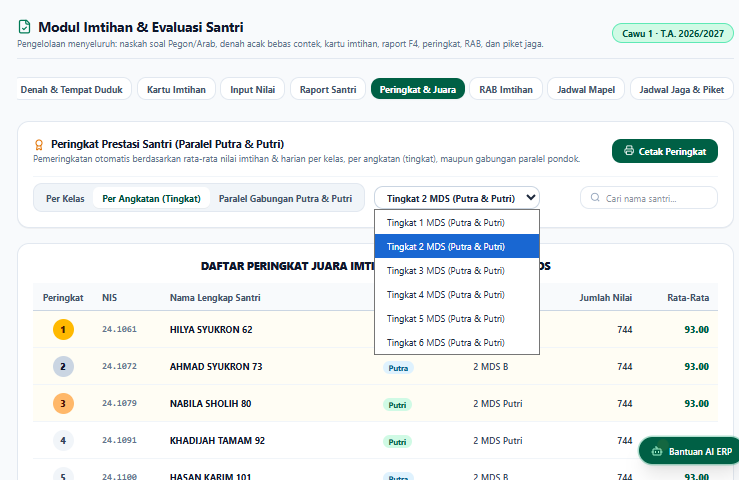 Modul Imtihan & Evaluasi Santri
Pengelolaan menyeluruh: naskah soal Pegon/Arab, denah acak bebas contek, kartu imtihan, raport F4, peringkat, RAB, dan piket jaga.
Cawu 1 · T.A. 2026/2027
Denah & Tempat Duduk
Kartu Imtihan
Input Nilai
Raport Santri
Peringkat & Juara
RAB Imtihan
Jadwal Mapel
Jadwal Jaga & Piket
Peringkat Prestasi Santri (Paralel Putra & Putri)
Pemeringkatan otomatis berdasarkan rata-rata nilai imtihan & harian per kelas, per angkatan (tingkat), maupun gabungan paralel pondok.
Cetak Peringkat
Per Kelas
Per Angkatan (Tingkat)
Paralel Gabungan Putra & Putri
Tingkat 2 MDS (Putra & Putri)
Cari nama santri...
Tingkat 1 MDS (Putra & Putri)
Tingkat 2 MDS (Putra & Putri)
Tingkat 3 MDS (Putra & Putri)
Tingkat 4 MDS (Putra & Putri)
Tingkat 5 MDS (Putra & Putri)
Tingkat 6 MDS (Putra & Putri)
DAFTAR PERINGKAT JUARA
Peringkat NIS Nama Lengkap Santri Jumlah Nilai Rata-Rata
1 24.1061 HILYA SYUKRON 62 744 93.00
2 24.1072 AHMAD SYUKRON 73 Putra 2 MDS B 744 93.00
3 24.1079 NABILA SHOLIH 80 Putri 2 MDS Putri 744 93.00
4 24.1091 KHADIJAH TAMAM 92 Putri 2 MDS Putri 744
Bantuan AI ERP
5 24.1100 HASAN KARIM 101 Putra 2 MDS B 744 93.00